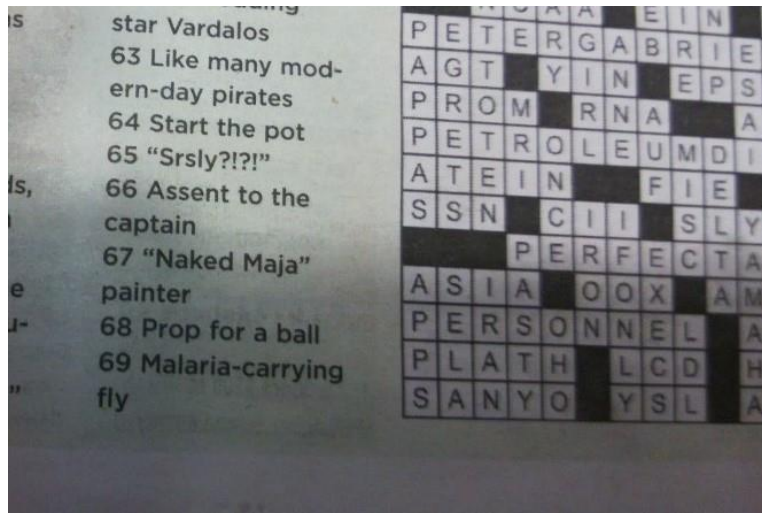 star Vardalos
63 Like many mod-
ern-day pirates
64 Start the pot
65 “Srsly?!?!”
66 Assent to the
captain
67 “Naked Maja”
painter
68 Prop for a ball
69 Malaria-carrying
fly
EIN
PETERGABRIE
AGT YIN EPS
PROM RNA A
PETROLEUMDI
ATEIN FIE
SSN CII SLY
PERFECTA
ASIA OOX AM
PERSONNEL A
PLATH LCD H
SANYO YSL A